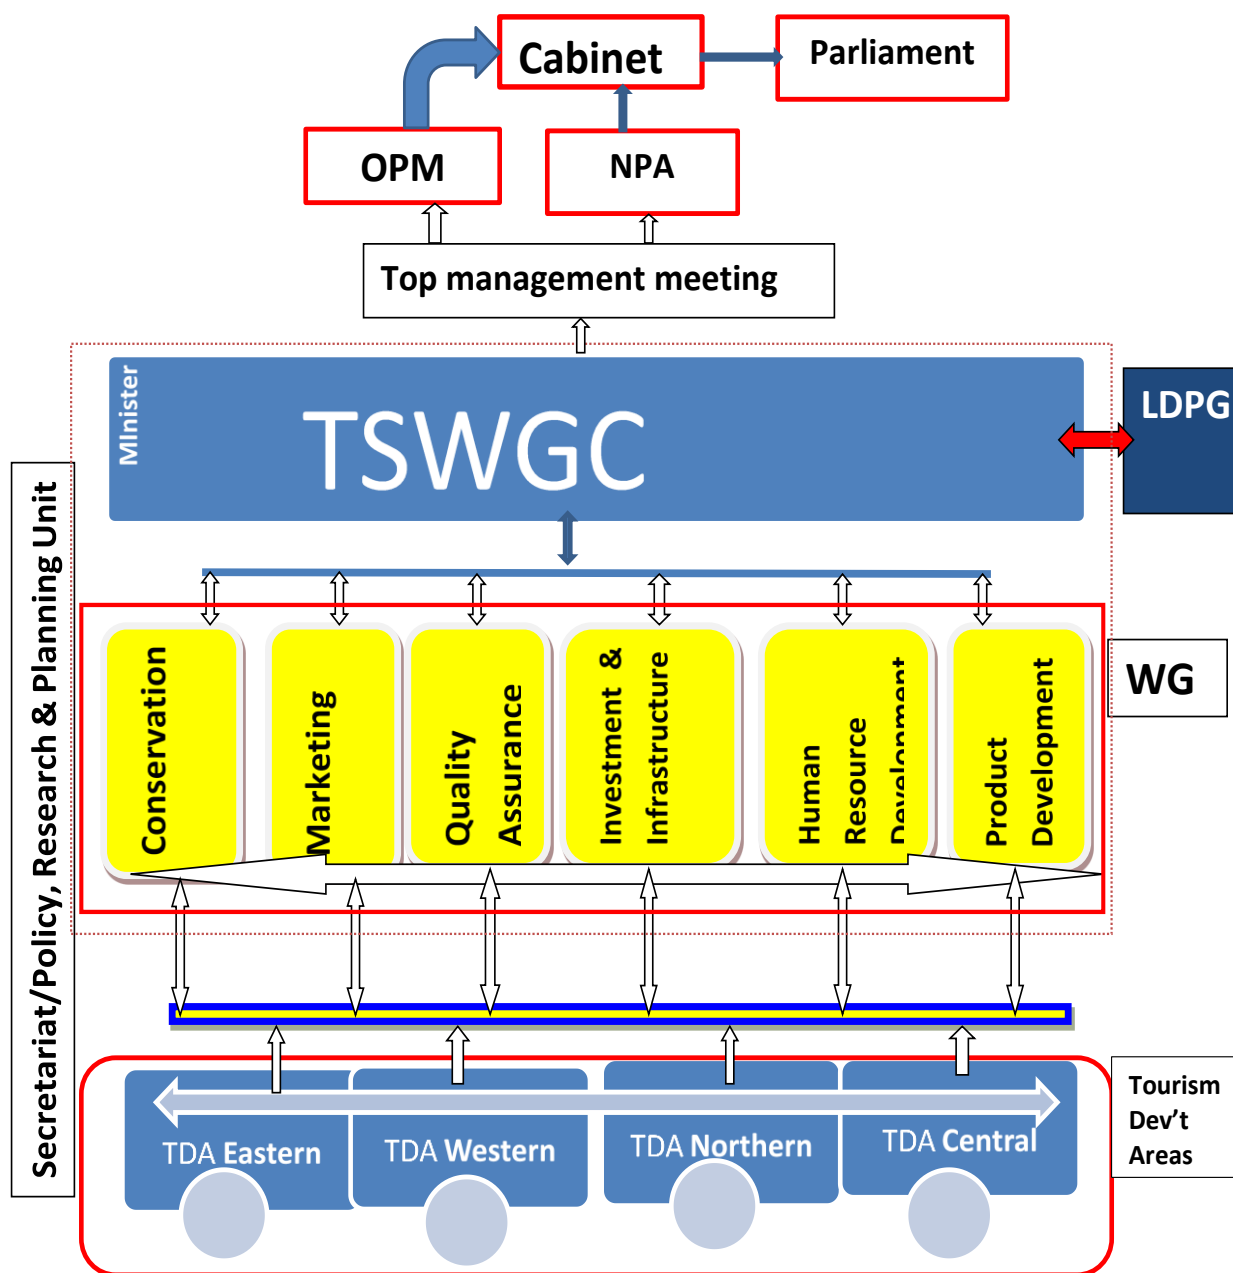 Cabinet
Parliament
OPM
NPA
Top management meeting
MInister
TSWGC
LDPG
Secretariat/Policy, Research & Planning Unit
Conservation
Marketing
Quality
Assurance
Investment &
Infrastructure
Human
Resource
Development
Product
Development
WG
TDA Eastern
TDA Western
TDA Northern
TDA Central
Tourism
Dev’t
Areas